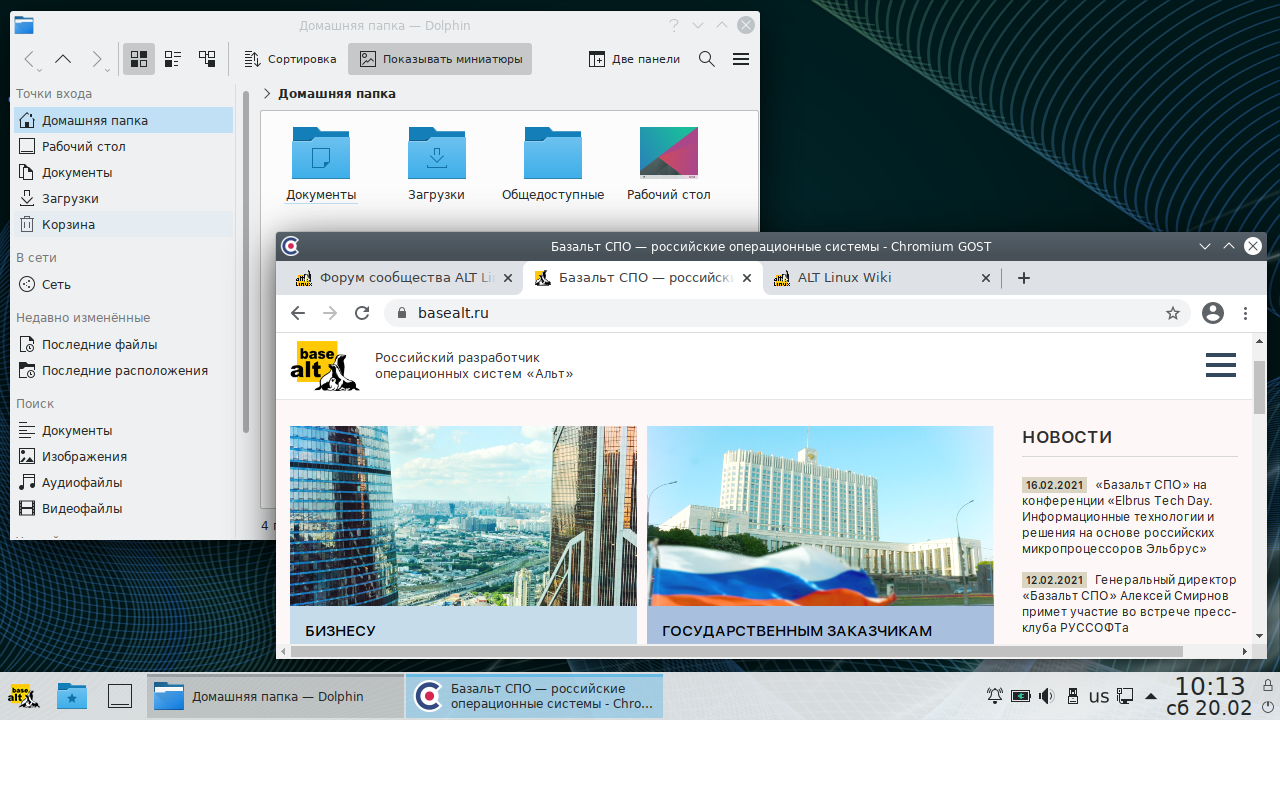 Домашняя папка — Dolphin
Сортировка
Показывать миниатюры
Две панели
Точки входа
Домашняя папка
Рабочий стол
Документы
Загрузки
Корзина
В сети
Сеть
Недавно изменённые
Последние файлы
Последние расположения
Поиск
Документы
Изображения
Аудиофайлы
Видеофайлы
Домашняя папка
Документы
Загрузки
Общедоступные
Рабочий стол
4
Базальт СПО — российские операционные системы - Chromium GOST
Форум сообщества ALT Li
Базальт СПО — российск
ALT Linux Wiki
basealt.ru
base
alt
Российский разработчик
операционных систем «Альт»
БИЗНЕСУ
ГОСУДАРСТВЕННЫМ ЗАКАЗЧИКАМ
НОВОСТИ
16.02.2021 «Базальт СПО» на
конференции «Elbrus Tech Day.
Информационные технологии и
решения на основе российских
микропроцессоров Эльбрус»
12.02.2021 Генеральный директор
«Базальт СПО» Алексей Смирнов
примет участие во встрече пресс-
клуба РУССОФТа
base
alt
Домашняя папка — Dolphin
Базальт СПО — российские
операционные системы - Chro...
us
10:13
сб 20.02